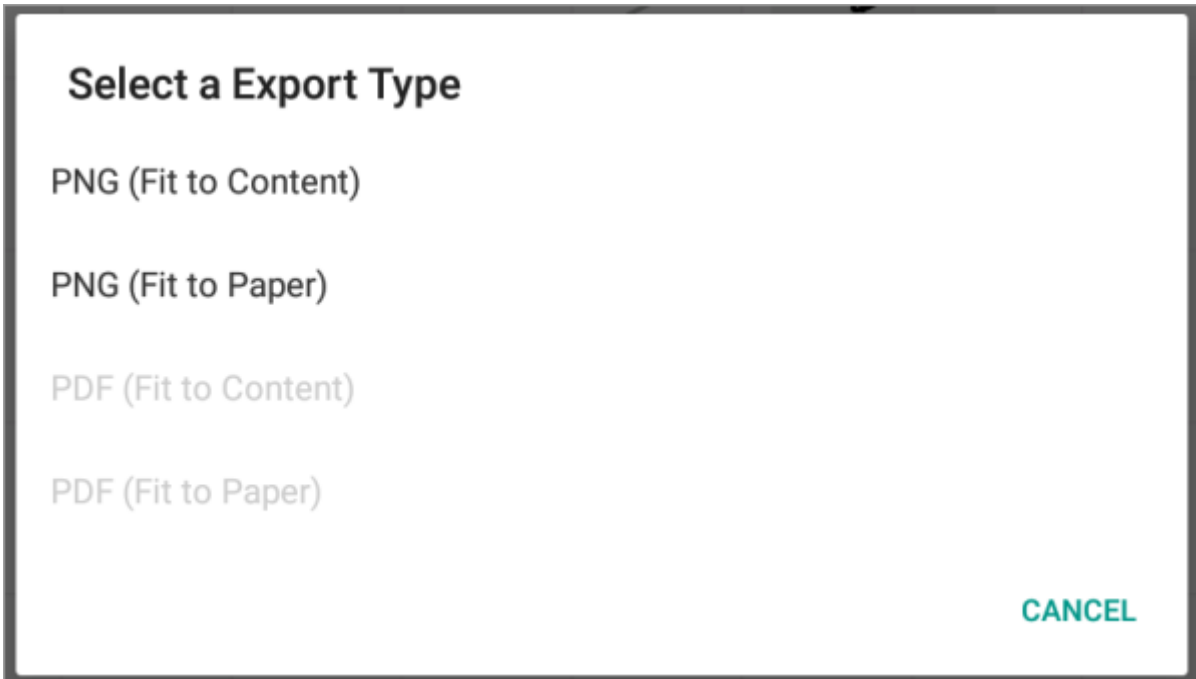 Select a Export Type
PNG (Fit to Content)
PNG (Fit to Paper)
PDF (Fit to Content)
PDF (Fit to Paper)
CANCEL